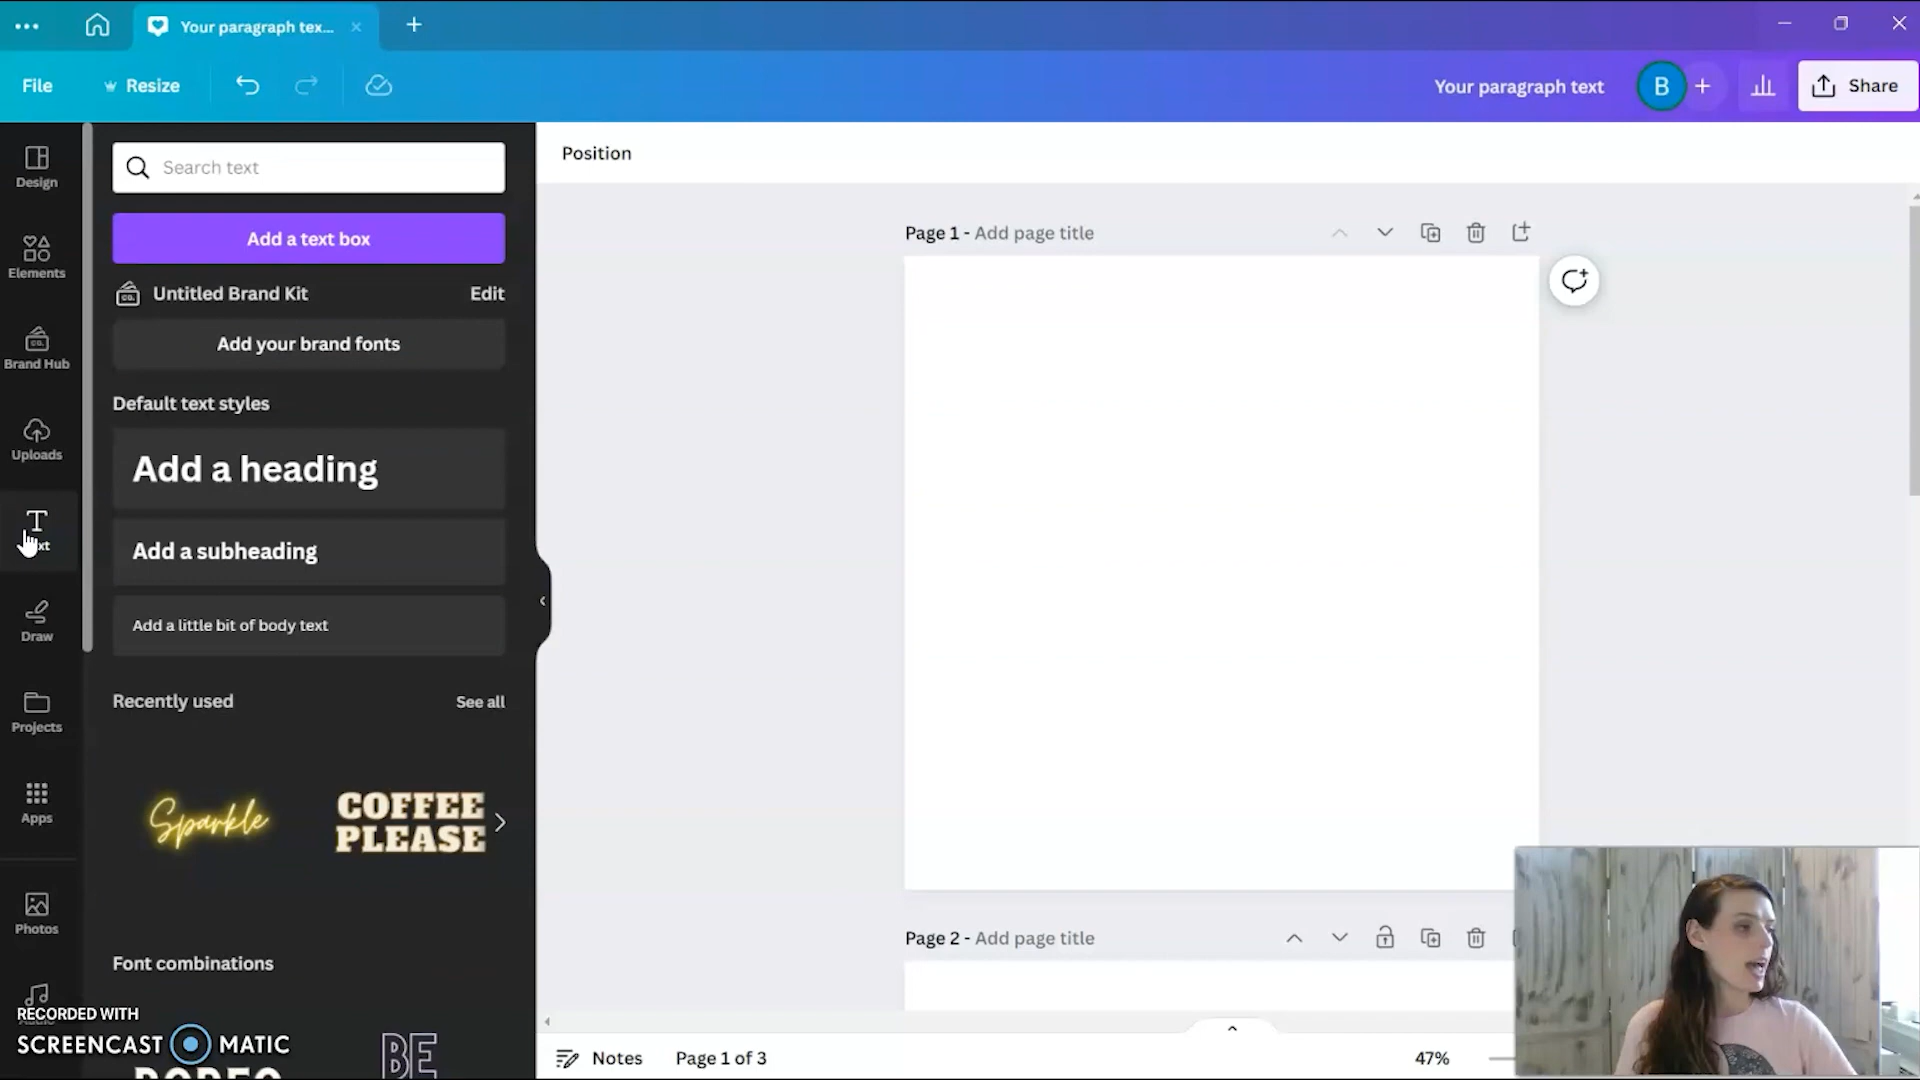 Your paragraph tex...
File
Resize
Your paragraph text
B
Share
Design
Elements
Brand Hub
Uploads
Draw
Projects
Apps
Photos
Search text
Add a text box
Untitled Brand Kit
Edit
Add your brand fonts
Default text styles
Add a heading
Add a subheading
Add a little bit of body text
Recently used
See all
Sparkle
COFFEE
PLEASE
Font combinations
BE
Position
Page 1 - Add page title
Page 2 - Add page title
Notes
Page 1 of 3
47%
RECORDED WITH
SCREENCAST MATIC